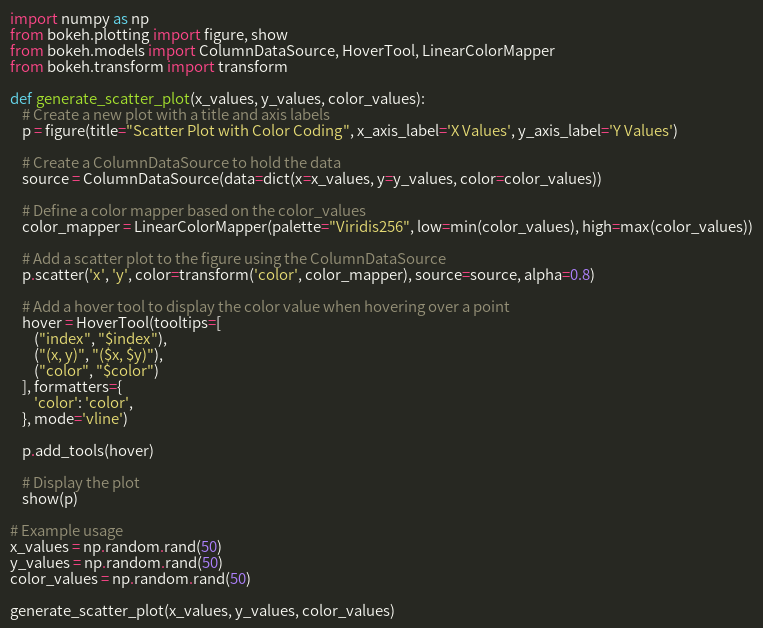 import numpy as np
from bokeh.plotting import figure, show
from bokeh.models import ColumnDataSource, HoverTool, LinearColorMapper
from bokeh.transform import transform

def generate_scatter_plot(x_values, y_values, color_values):
    # Create a new plot with a title and axis labels
    p = figure(title="Scatter Plot with Color Coding", x_axis_label='X Values', y_axis_label='Y Values')

    # Create a ColumnDataSource to hold the data
    source = ColumnDataSource(data=dict(x=x_values, y=y_values, color=color_values))

    # Define a color mapper based on the color_values
    color_mapper = LinearColorMapper(palette="Viridis256", low=min(color_values), high=max(color_values))

    # Add a scatter plot to the figure using the ColumnDataSource
    p.scatter('x', 'y', color=transform('color', color_mapper), source=source, alpha=0.8)

    # Add a hover tool to display the color value when hovering over a point
    hover = HoverTool(tooltips=[
        ("index", "$index"),
        ("(x, y)", "($x, $y)"),
        ("color", "$color")
    ], formatters={
        'color': 'color',
    }, mode='vline')

    p.add_tools(hover)

    # Display the plot
    show(p)

# Example usage
x_values = np.random.rand(50)
y_values = np.random.rand(50)
color_values = np.random.rand(50)

generate_scatter_plot(x_values, y_values, color_values)